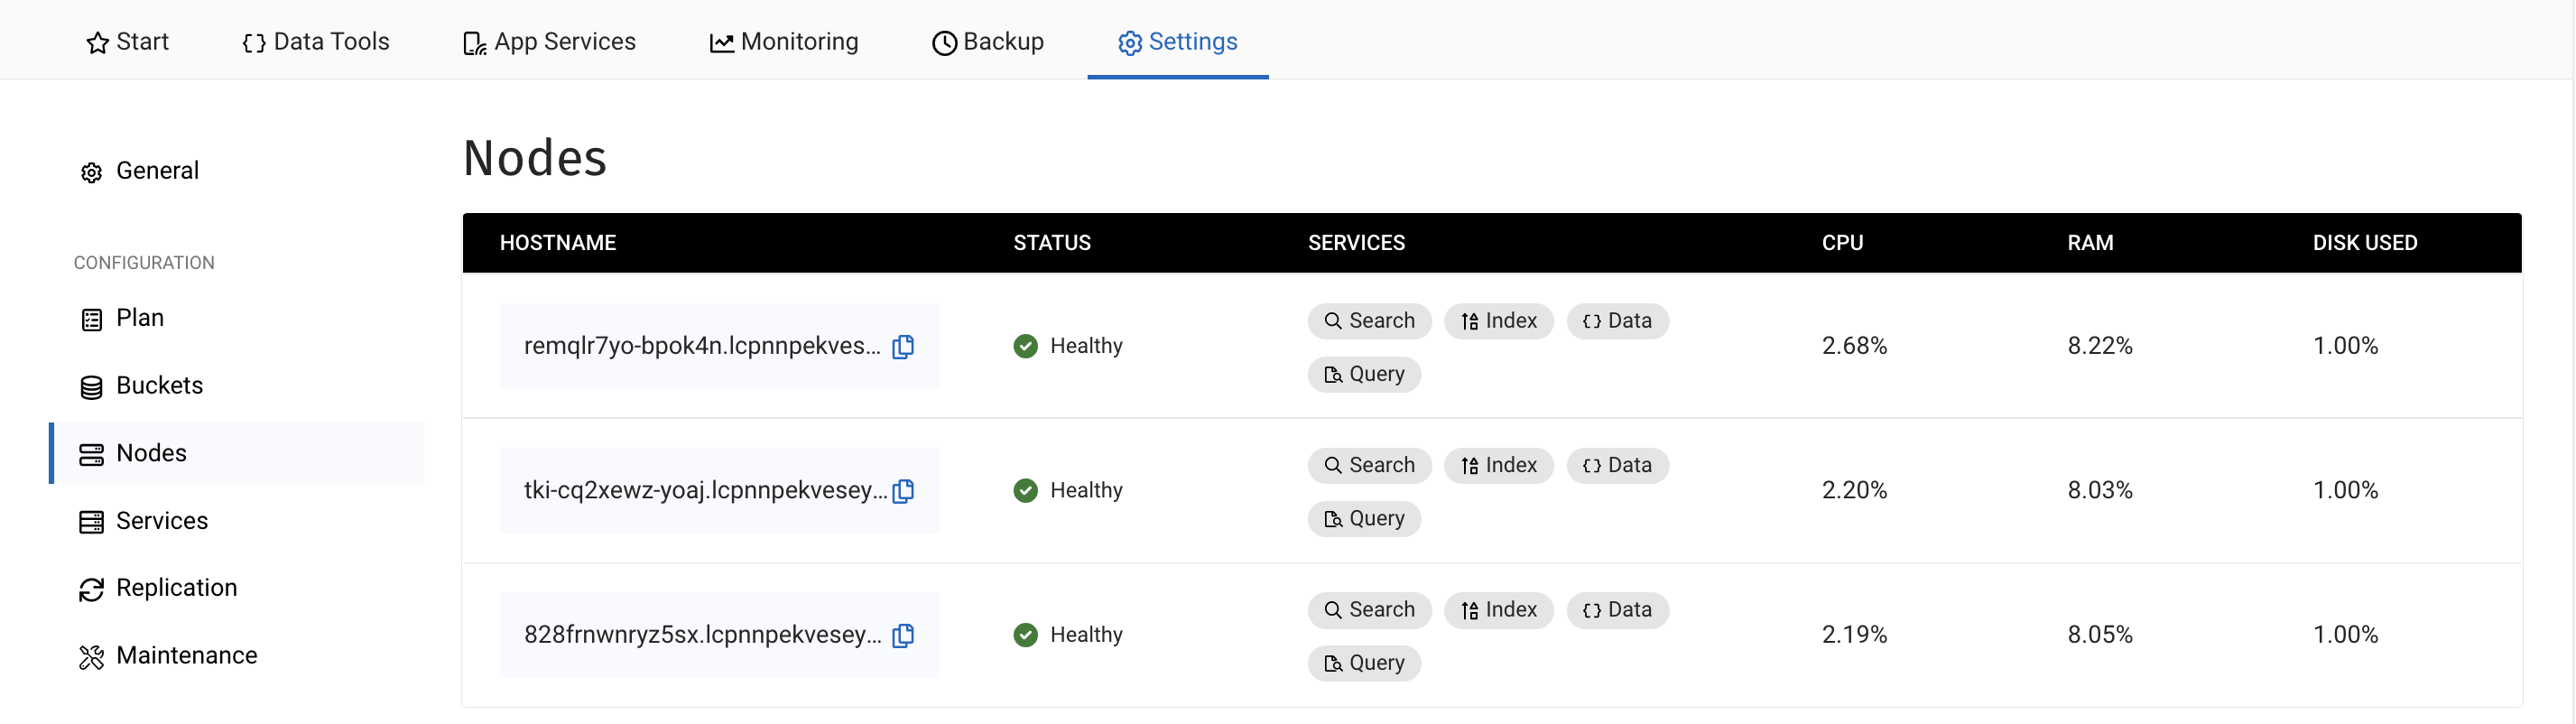 Start Data Tools App Services Monitoring Backup Settings
General
CONFIGURATION
Plan
Buckets
Nodes
Services
Replication
Maintenance
Nodes
HOSTNAME STATUS SERVICES CPU RAM DISK USED
remqlr7yo-bpok4n.lcpnnpekves... Healthy Search Index Data 2.68% 8.22% 1.00%
Query
tki-cq2xewz-yoaj.lcpnnpekvesey... Healthy Search Index Data 2.20% 8.03% 1.00%
Query
828frnwnryz5sx.lcpnnpekvesey... Healthy Search Index Data 2.19% 8.05% 1.00%
Query